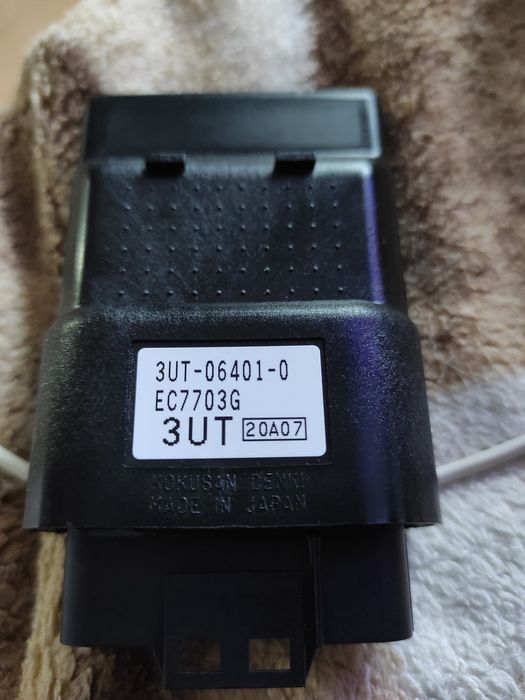 3UT-06401-0
EC7703G
3UT 20A07
KOKUSAN DENKI
MADE IN JAPAN